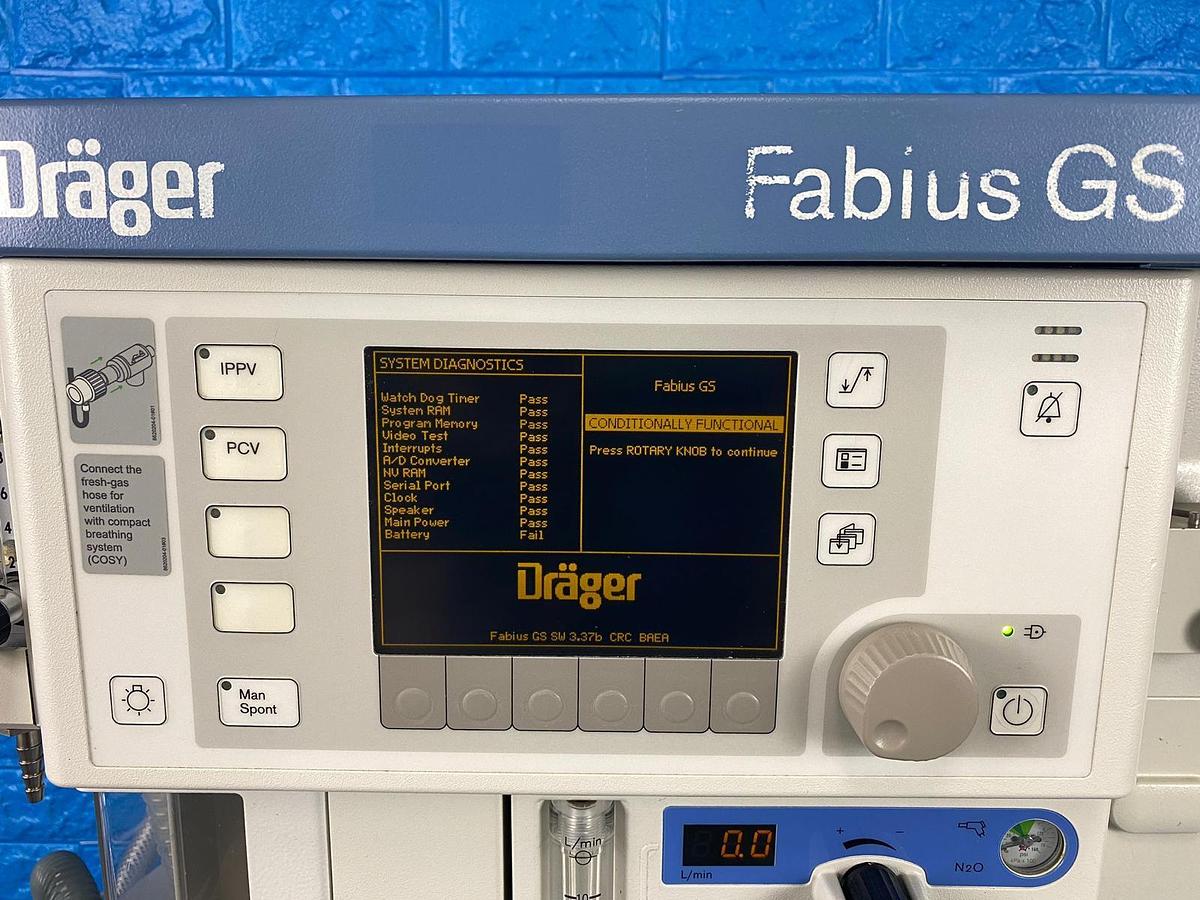 Dräger
Fabius GS
IPPV
PCV
Man
Spont
Connect the
fresh-gas
hose for
ventilation
with compact
breathing
system
(COSY)
SYSTEM DIAGNOSTICS
Watch Dog Timer Pass
System RAM Pass
Program Memory Pass
Video Test Pass
Interrupts Pass
A/D Converter Pass
NV RAM Pass
Serial Port Pass
Clock Pass
Speaker Pass
Main Power Pass
Battery Fail
Fabius GS
CONDITIONALLY FUNCTIONAL
Press ROTARY KNOB to continue
Dräger
Fabius GS SW 3.37b CRC BAEA
L/min
10
0.0
L/min
+ −
N2O